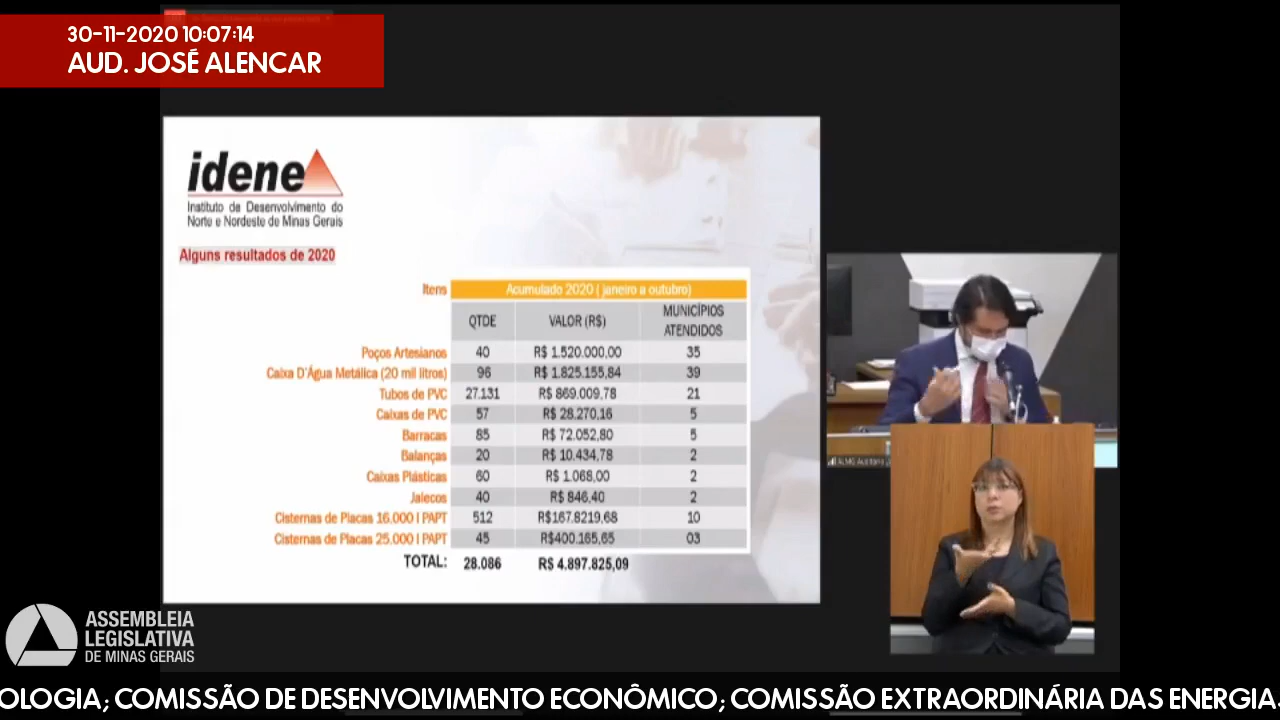 30-11-2020 10:07:14
AUD. JOSÉ ALENCAR
idene
Instituto de Desenvolvimento do
Norte e Nordeste de Minas Gerais
Alguns resultados de 2020
Itens Acumulado 2020 ( janeiro a outubro)
QTDE VALOR (R$) MUNICÍPIOS ATENDIDOS
Poços Artesianos 40 R$ 1.520.000,00 35
Caixa D'Água Metálica (20 mil litros) 96 R$ 1.825.155,84 39
Tubos de PVC 27.131 R$ 869.009,78 21
Caixas de PVC 57 R$ 28.270,16 5
Barracas 85 R$ 72.052,80 5
Balanças 20 R$ 10.434,78 2
Caixas Plásticas 60 R$ 1.068,00 2
Jalecos 40 R$ 846,40 2
Cisternas de Placas 16.000 l PAPT 512 R$167.8219,68 10
Cisternas de Placas 25.000 l PAPT 45 R$400.165,65 03
TOTAL: 28.086 R$ 4.897.825,09
ASSEMBLEIA
LEGISLATIVA
DE MINAS GERAIS
OLOGIA; COMISSÃO DE DESENVOLVIMENTO ECONÔMICO; COMISSÃO EXTRAORDINÁRIA DAS ENERGIA